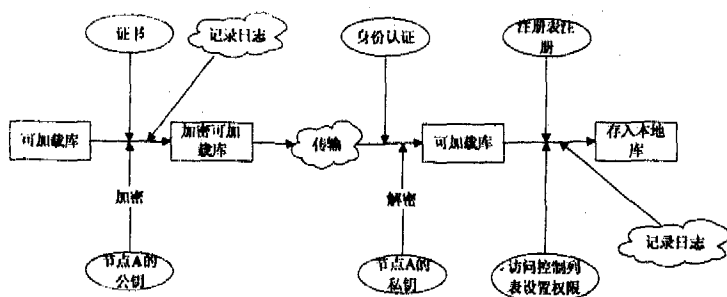 证书
记录日志
身份认证
注册表注册
可加载库
加密可加
载库
传输
可加载库
存入本地
库
加密
解密
节点A的
公钥
节点A的
私钥
访问控制列
表设置权限
记录日志